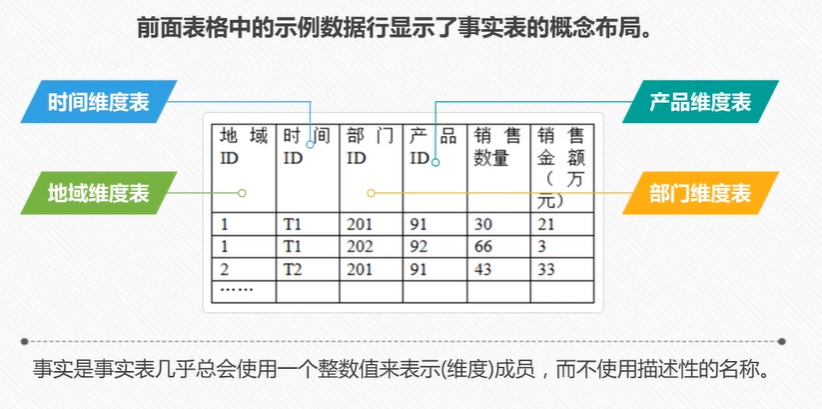 前面表格中的示例数据行显示了事实表的概念布局。
时间维度表
产品维度表
地域维度表
部门维度表
地域ID 时间ID 部门ID 产品ID 销售数量 销售金额（万元）
1 T1 201 91 30 21
1 T1 202 92 66 3
2 T2 201 91 43 33
……
事实是事实表几乎总会使用一个整数值来表示(维度)成员，而不使用描述性的名称。